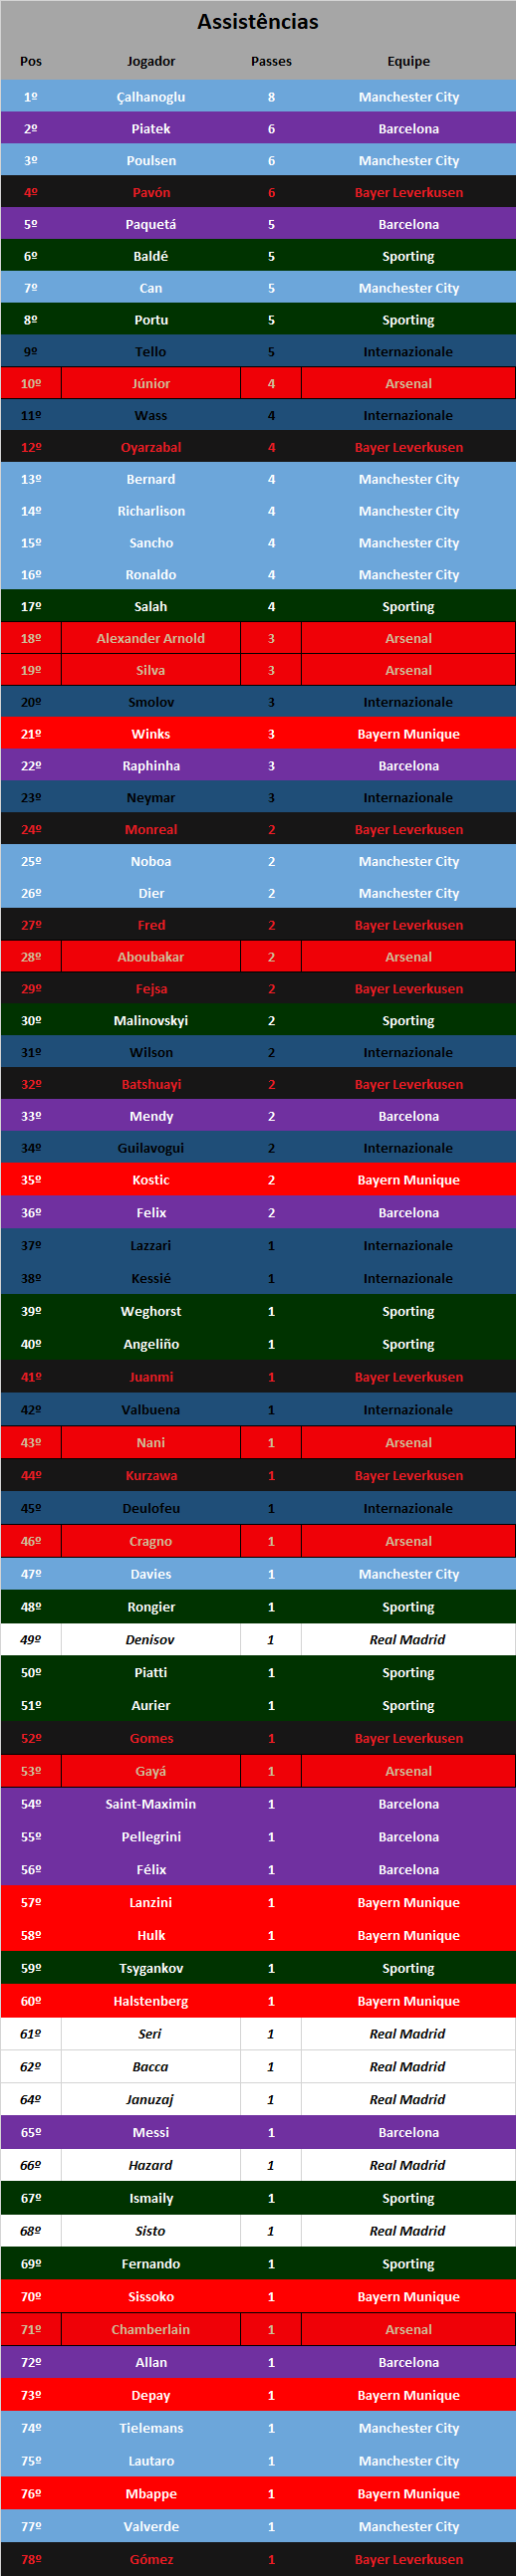 Assistências
Pos Jogador Passes Equipe
1º Çalhanoglu 8 Manchester City
2º Piatek 6 Barcelona
3º Poulsen 6 Manchester City
4º Pavón 6 Bayer Leverkusen
5º Paquetá 5 Barcelona
6º Baldé 5 Sporting
7º Can 5 Manchester City
8º Portu 5 Sporting
9º Tello 5 Internazionale
10º Júnior 4 Arsenal
11º Wass 4 Internazionale
12º Oyarzabal 4 Bayer Leverkusen
13º Bernard 4 Manchester City
14º Richarlison 4 Manchester City
15º Sancho 4 Manchester City
16º Ronaldo 4 Manchester City
17º Salah 4 Sporting
18º Alexander Arnold 3 Arsenal
19º Silva 3 Arsenal
20º Smolov 3 Internazionale
21º Winks 3 Bayern Munique
22º Raphinha 3 Barcelona
23º Neymar 3 Internazionale
24º Monreal 2 Bayer Leverkusen
25º Noboa 2 Manchester City
26º Dier 2 Manchester City
27º Fred 2 Bayer Leverkusen
28º Aboubakar 2 Arsenal
29º Fejsa 2 Bayer Leverkusen
30º Malinovskyi 2 Sporting
31º Wilson 2 Internazionale
32º Batshuayi 2 Bayer Leverkusen
33º Mendy 2 Barcelona
34º Guilavogui 2 Internazionale
35º Kostic 2 Bayern Munique
36º Felix 2 Barcelona
37º Lazzari 1 Internazionale
38º Kessié 1 Internazionale
39º Weghorst 1 Sporting
40º Angeliño 1 Sporting
41º Juanmi 1 Bayer Leverkusen
42º Valbuena 1 Internazionale
43º Nani 1 Arsenal
44º Kurzawa 1 Bayer Leverkusen
45º Deulofeu 1 Internazionale
46º Cragno 1 Arsenal
47º Davies 1 Manchester City
48º Rongier 1 Sporting
49º Denisov 1 Real Madrid
50º Piatti 1 Sporting
51º Aurier 1 Sporting
52º Gomes 1 Bayer Leverkusen
53º Gayá 1 Arsenal
54º Saint-Maximin 1 Barcelona
55º Pellegrini 1 Barcelona
56º Félix 1 Barcelona
57º Lanzini 1 Bayern Munique
58º Hulk 1 Bayern Munique
59º Tsygankov 1 Sporting
60º Halstenberg 1 Bayern Munique
61º Seri 1 Real Madrid
62º Bacca 1 Real Madrid
64º Januzaj 1 Real Madrid
65º Messi 1 Barcelona
66º Hazard 1 Real Madrid
67º Ismaily 1 Sporting
68º Sisto 1 Real Madrid
69º Fernando 1 Sporting
70º Sissoko 1 Bayern Munique
71º Chamberlain 1 Arsenal
72º Allan 1 Barcelona
73º Depay 1 Bayern Munique
74º Tielemans 1 Manchester City
75º Lautaro 1 Manchester City
76º Mbappe 1 Bayern Munique
77º Valverde 1 Manchester City
78º Gómez 1 Bayer Leverkusen